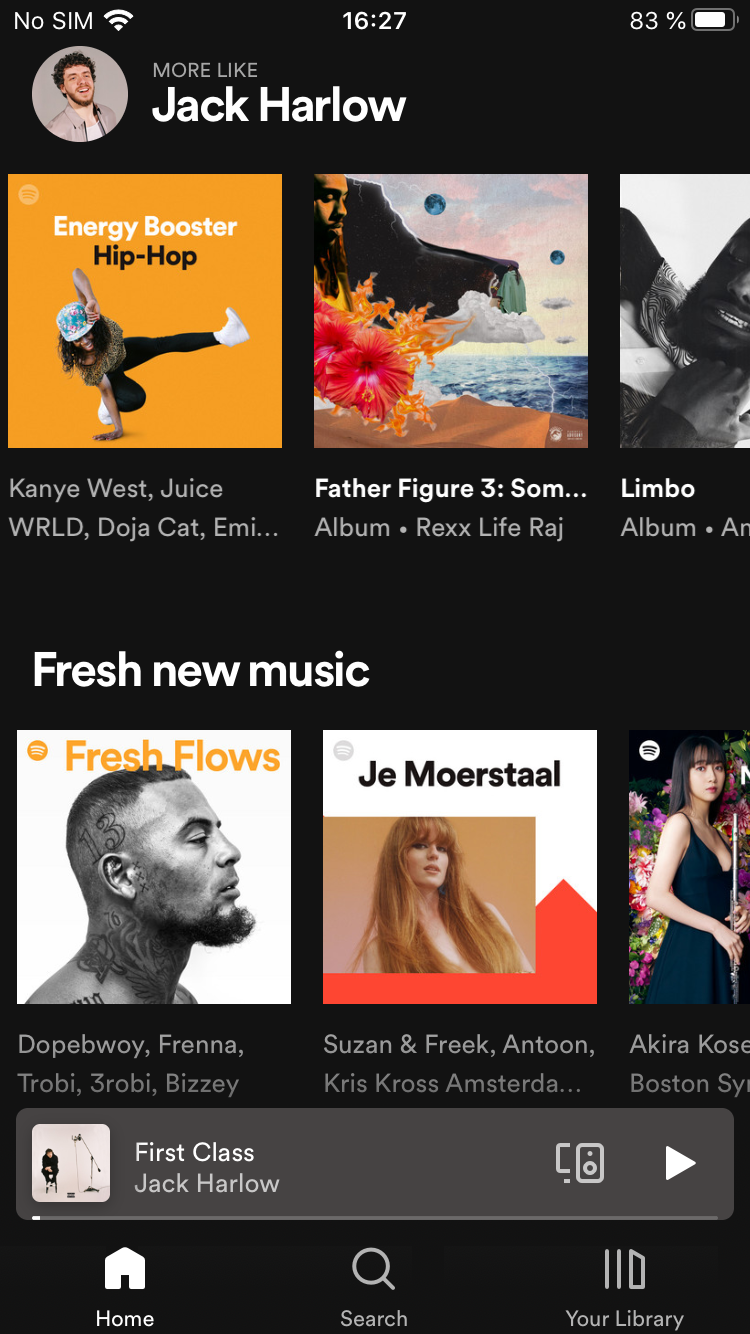 No SIM 16:27 83 %
MORE LIKE
Jack Harlow
Energy Booster
Hip-Hop
Kanye West, Juice
WRLD, Doja Cat, Emi...
Father Figure 3: Som...
Album • Rexx Life Raj
Limbo
Album •
Fresh new music
Fresh Flows
13
Je Moerstaal
Dopebwoy, Frenna,
Trobi, 3robi, Bizzey
Suzan & Freek, Antoon,
Kris Kross Amsterda...
Akira Kose
Boston Sy
First Class
Jack Harlow
Home
Search
Your Library